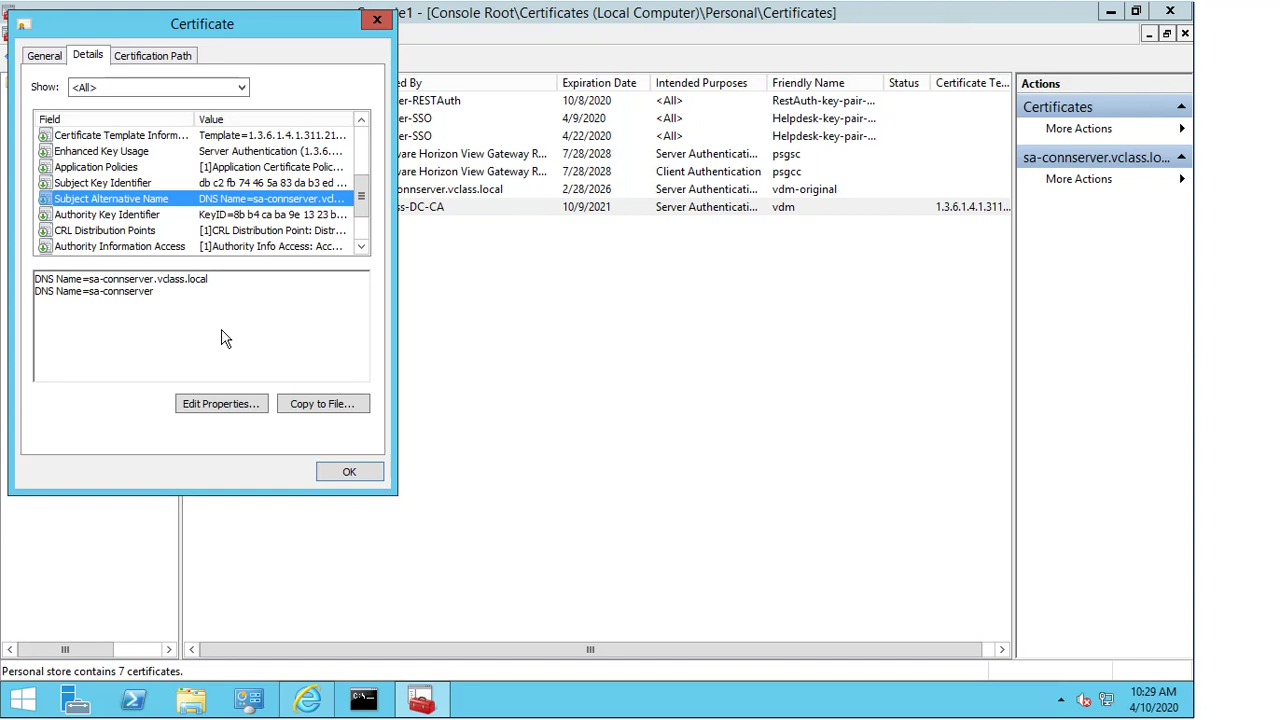 Certificate
[Console Root\Certificates (Local Computer)\Personal\Certificates]
General Details Certification Path
Show: <All>
Field Value
Certificate Template Inform... Template=1.3.6.1.4.1.311.21...
Enhanced Key Usage Server Authentication (1.3.6....
Application Policies [1]Application Certificate Polic...
Subject Key Identifier db c2 fb 74 46 5a 83 da b3 ed ...
Subject Alternative Name DNS Name=sa-connserver.vcl...
Authority Key Identifier KeyID=8b b4 ca ba 9e 13 23 b...
CRL Distribution Points [1]CRL Distribution Point: Distr...
Authority Information Access [1]Authority Info Access: Acc...
DNS Name=sa-connserver.vclass.local
DNS Name=sa-connserver
Edit Properties... Copy to File...
OK
ed By Expiration Date Intended Purposes Friendly Name Status Certificate Te...
er-RESTAuth 10/8/2020 <All> RestAuth-key-pair-...
er-SSO 4/9/2020 <All> Helpdesk-key-pair-...
er-SSO 4/22/2020 <All> Helpdesk-key-pair-...
ware Horizon View Gateway R... 7/28/2028 Server Authenticati... psgsc
ware Horizon View Gateway R... 7/28/2028 Client Authentication psgcc
onnserver.vclass.local 2/28/2026 Server Authenticati... vdm-original
ss-DC-CA 10/9/2021 Server Authenticati... vdm 1.3.6.1.4.1.311...
Actions
Certificates
More Actions
sa-connserver.vclass.lo...
More Actions
Personal store contains 7 certificates.
10:29 AM
4/10/2020